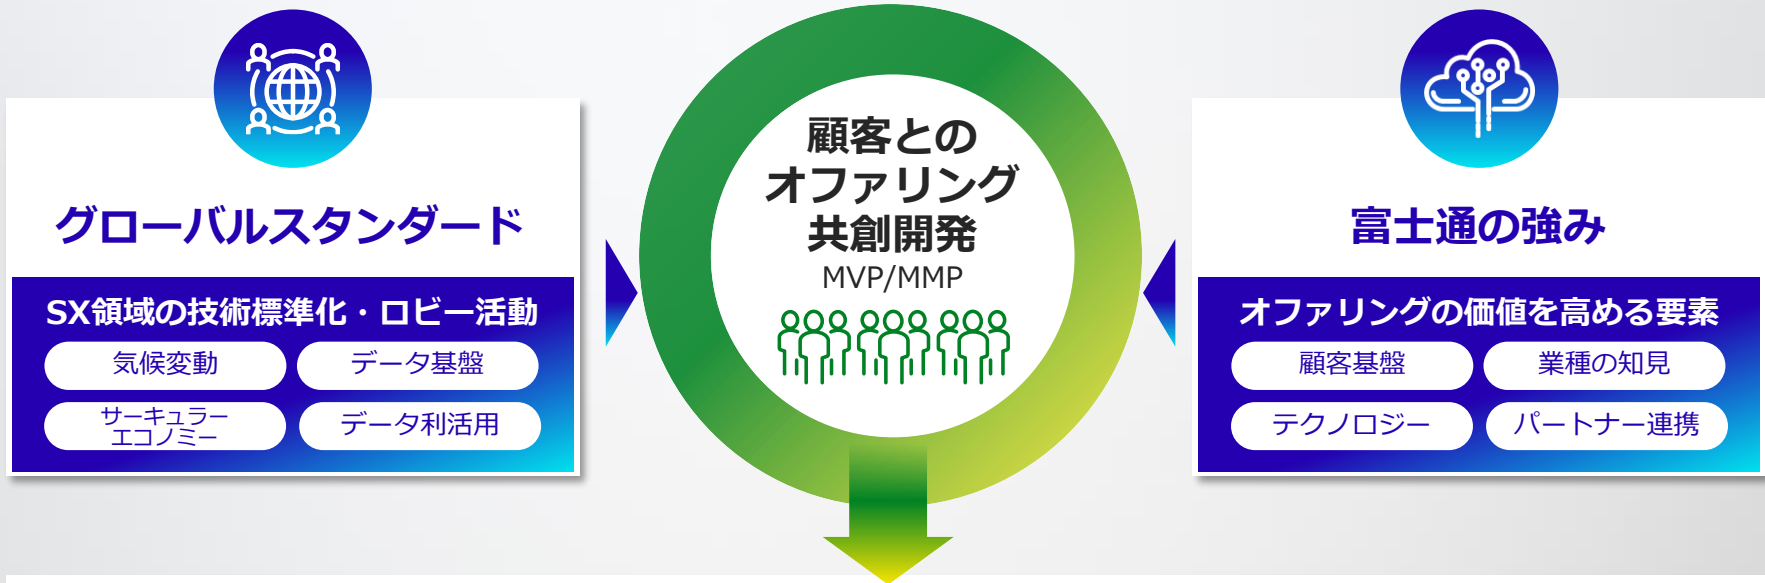 グローバルスタンダード
SX領域の技術標準化・ロビー活動
気候変動
データ基盤
サーキュラー
エコノミー
データ利活用
顧客との
オファリング
共創開発
MVP/MMP
富士通の強み
オファリングの価値を高める要素
顧客基盤
業種の知見
テクノロジー
パートナー連携